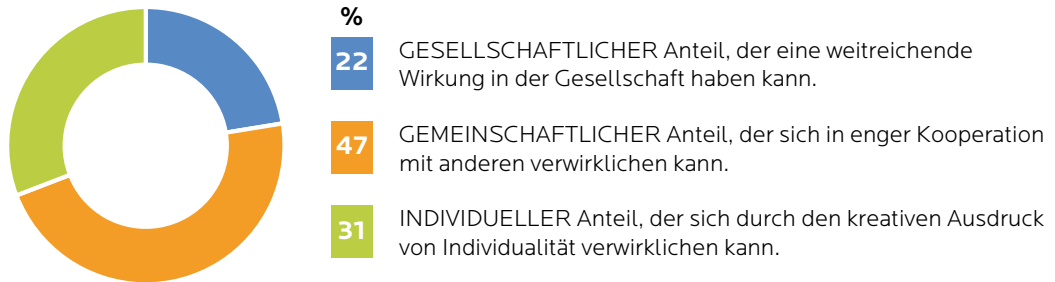 %
22
GESELLSCHAFTLICHER Anteil, der eine weitreichende
Wirkung in der Gesellschaft haben kann.
47
GEMEINSCHAFTLICHER Anteil, der sich in enger Kooperation
mit anderen verwirklichen kann.
31
INDIVIDUELLER Anteil, der sich durch den kreativen Ausdruck
von Individualität verwirklichen kann.